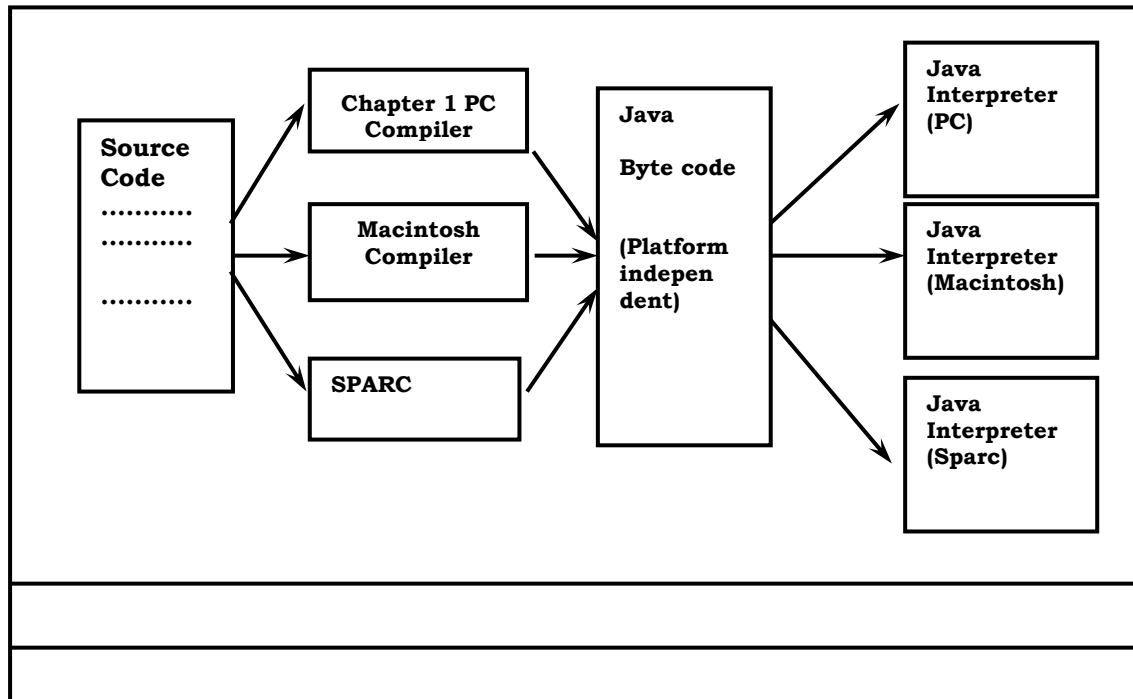 Source
Code
...........
...........
...........
Chapter 1 PC
Compiler
Macintosh
Compiler
SPARC
Java
Byte code
(Platform
indepen
dent)
Java
Interpreter
(PC)
Java
Interpreter
(Macintosh)
Java
Interpreter
(Sparc)